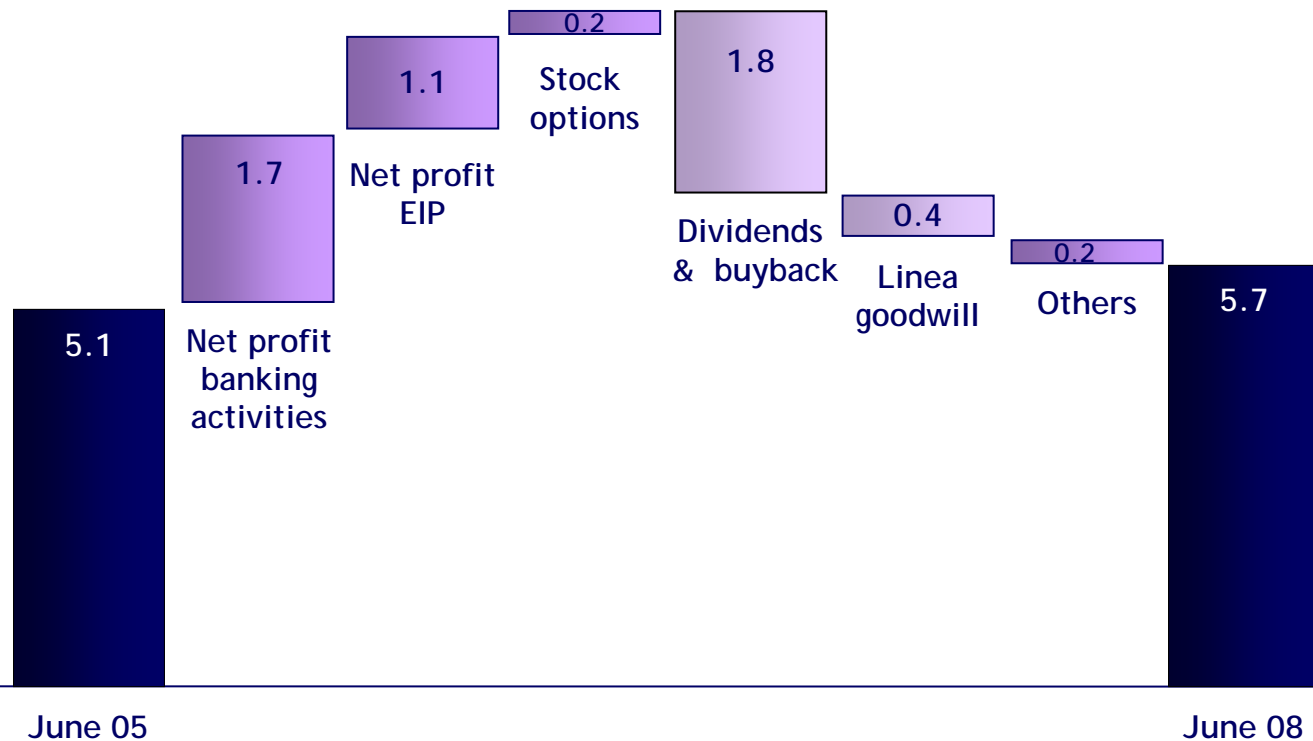 5.1
1.7
Net profit
banking
activities
1.1
Net profit
EIP
0.2
Stock
options
1.8
Dividends
& buyback
0.4
Linea
goodwill
0.2
Others
5.7
June 05
June 08